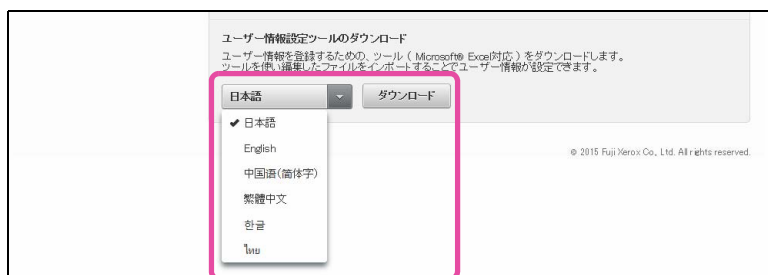 ユーザー情報設定ツールのダウンロード
ユーザー情報を登録するための、ツール ( Microsoft® Excel対応 ) をダウンロードします。
ツールを使い編集したファイルをインポートすることでユーザー情報が設定できます。
日本語 ダウンロード
✔ 日本語
English
中国语(简体字)
繁體中文
한글
ไทย
© 2015 Fuji Xerox Co., Ltd. All rights reserved.